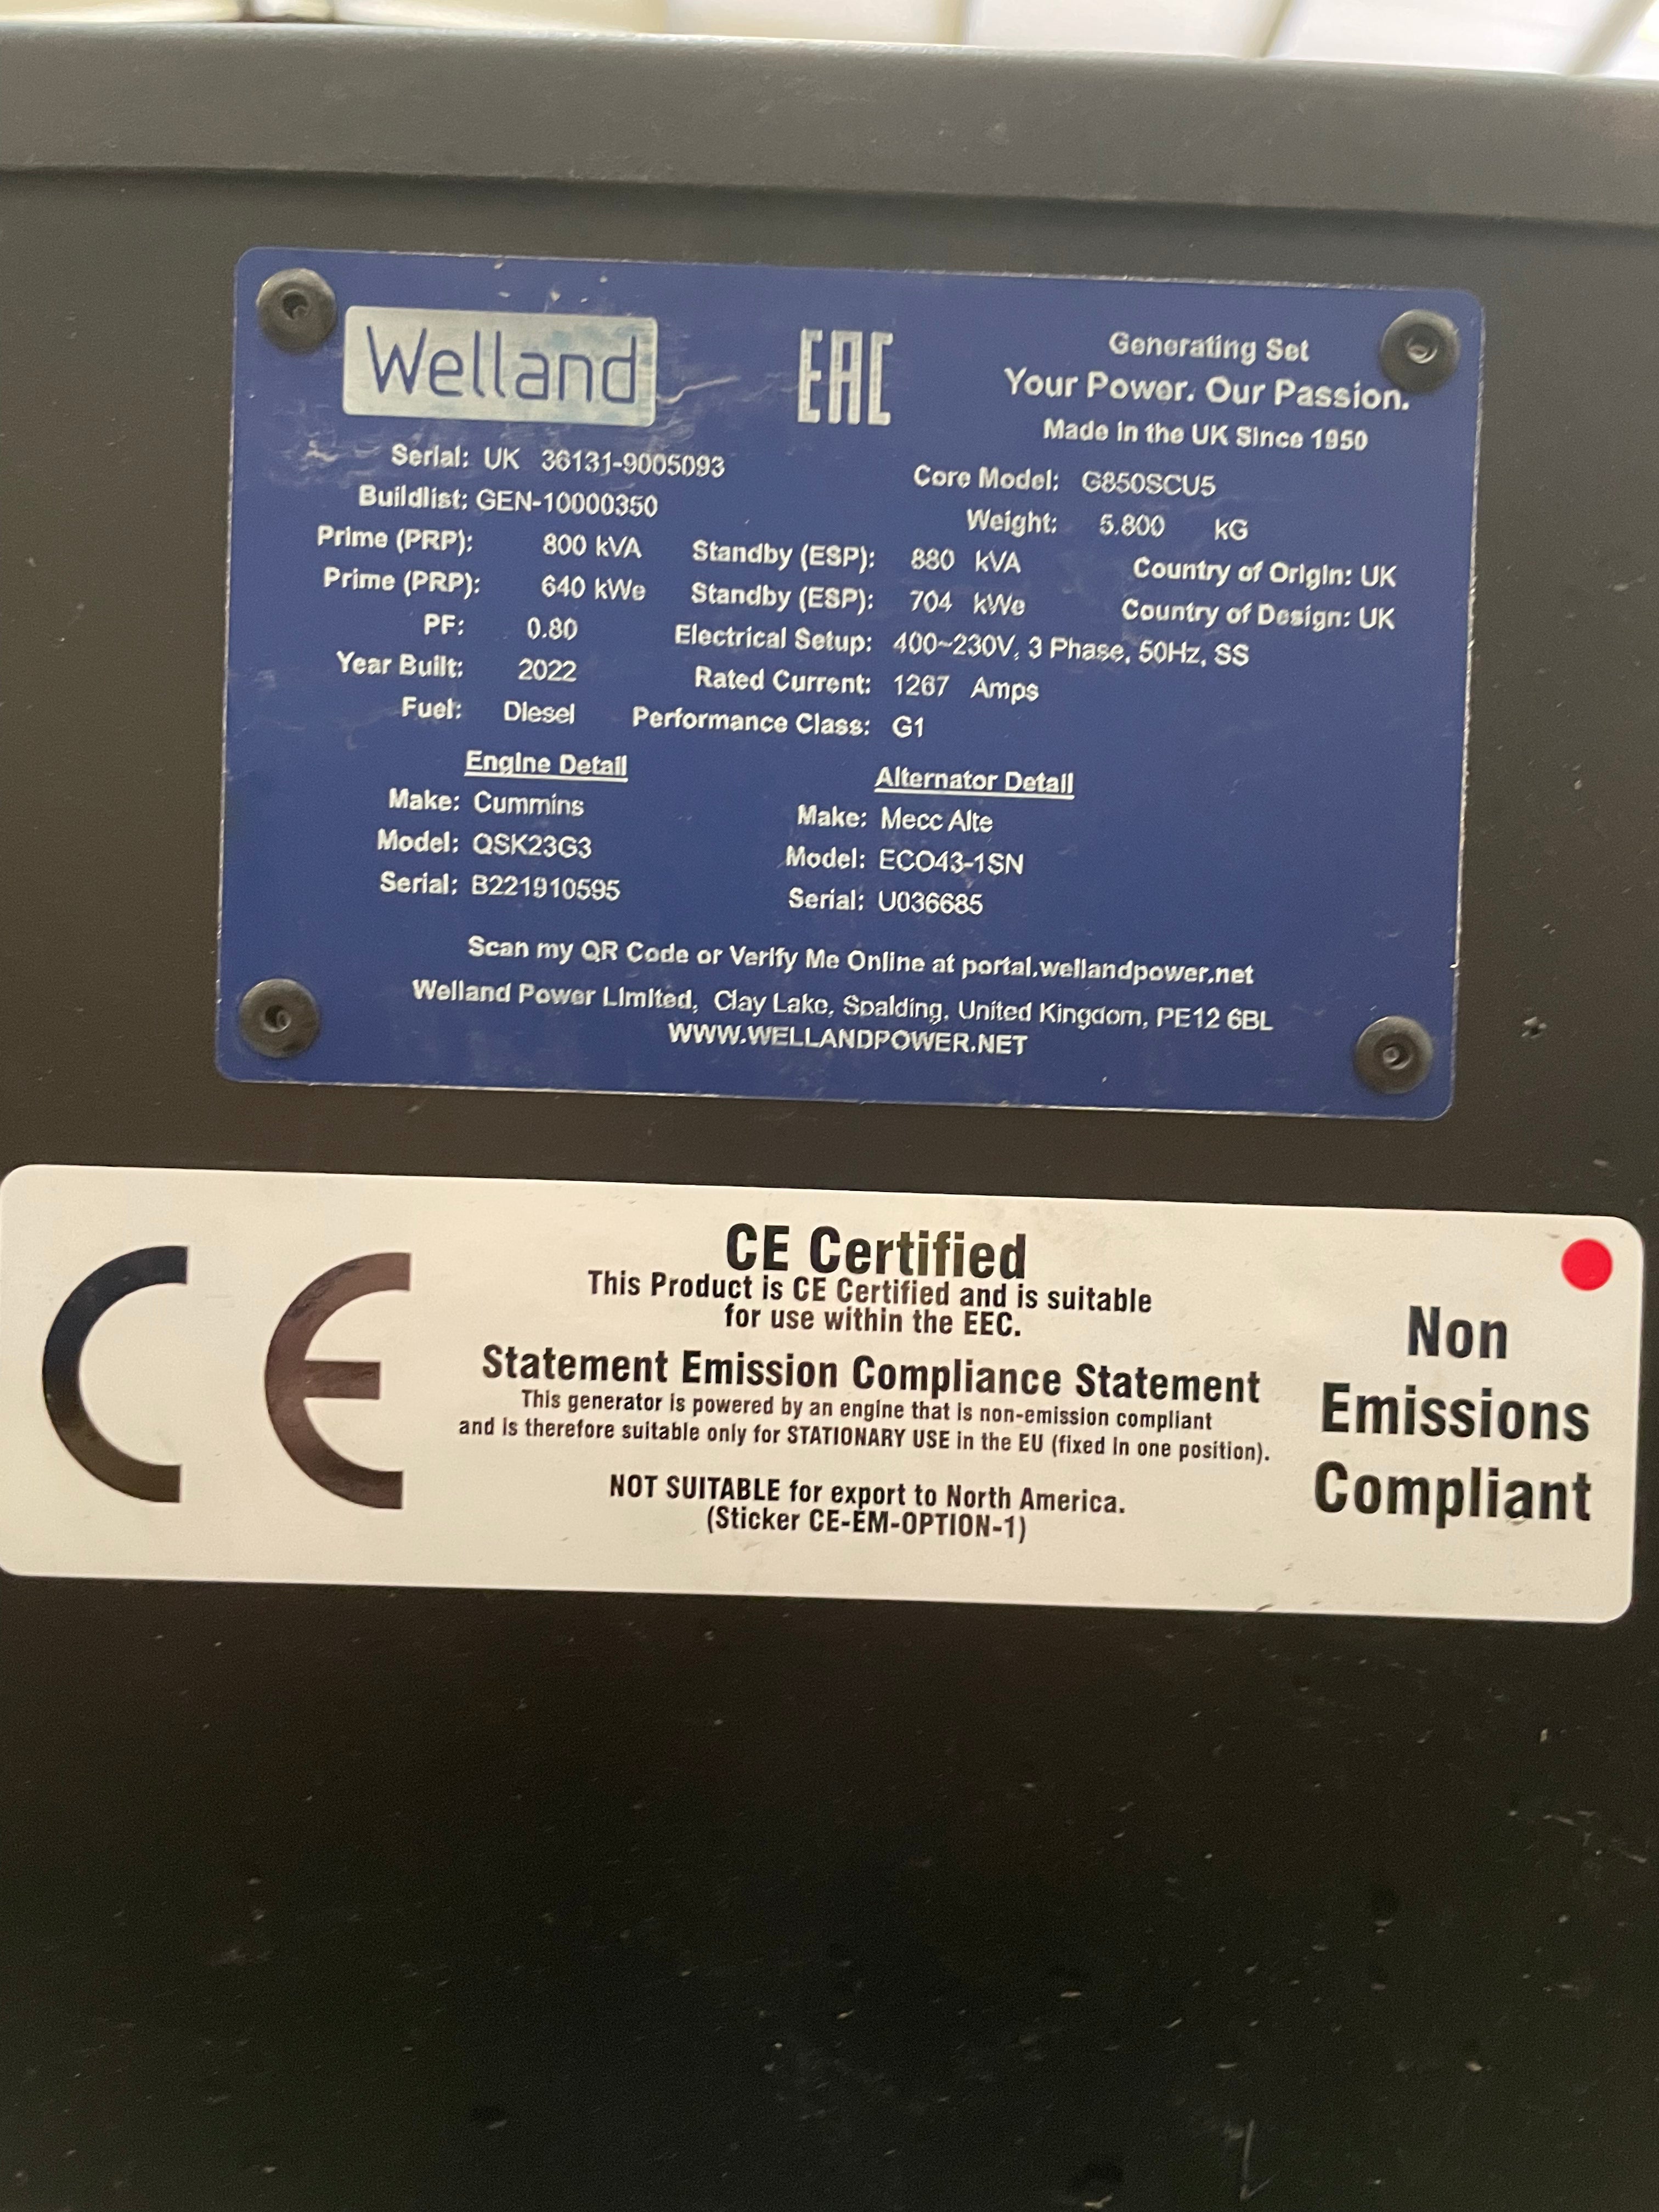 Welland
EAC
Generating Set
Your Power. Our Passion.
Made in the UK Since 1950
Serial: UK 36131-9005093
Core Model: G850SCU5
Buildlist: GEN-10000350
Weight: 5.800 KG
Prime (PRP): 800 kVA Standby (ESP): 880 kVA Country of Origin: UK
Prime (PRP): 640 kWe Standby (ESP): 704 kWe Country of Design: UK
PF: 0.80 Electrical Setup: 400~230V, 3 Phase, 50Hz, SS
Year Built: 2022 Rated Current: 1267 Amps
Fuel: Diesel Performance Class: G1
Engine Detail
Make: Cummins
Model: QSK23G3
Serial: B221910595
Alternator Detail
Make: Mecc Alte
Model: ECO43-1SN
Serial: U036685
Scan my QR Code or Verify Me Online at portal.wellandpower.net
Welland Power Limited, Clay Lake, Spalding, United Kingdom, PE12 6BL
WWW.WELLANDPOWER.NET
CE
CE Certified
This Product is CE Certified and is suitable
for use within the EEC.
Statement Emission Compliance Statement
This generator is powered by an engine that is non-emission compliant
and is therefore suitable only for STATIONARY USE in the EU (fixed in one position).
NOT SUITABLE for export to North America.
(Sticker CE-EM-OPTION-1)
Non
Emissions
Compliant